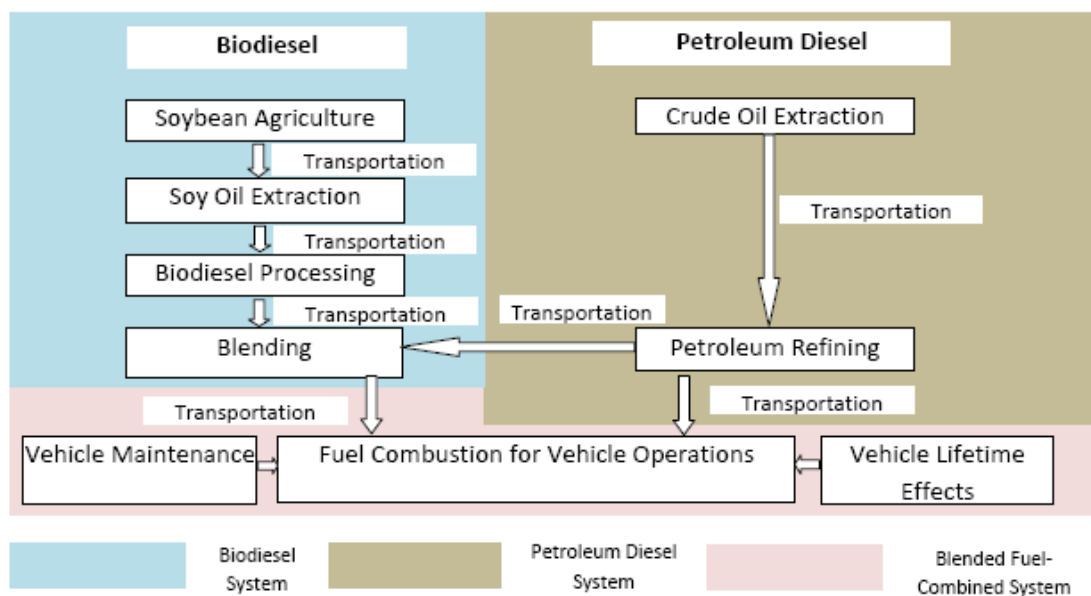 Biodiesel
Petroleum Diesel
Soybean Agriculture
Crude Oil Extraction
Transportation
Soy Oil Extraction
Transportation
Transportation
Biodiesel Processing
Transportation
Transportation
Blending
Petroleum Refining
Transportation
Transportation
Vehicle Maintenance
Fuel Combustion for Vehicle Operations
Vehicle Lifetime
Effects
Biodiesel
System
Petroleum Diesel
System
Blended Fuel-
Combined System